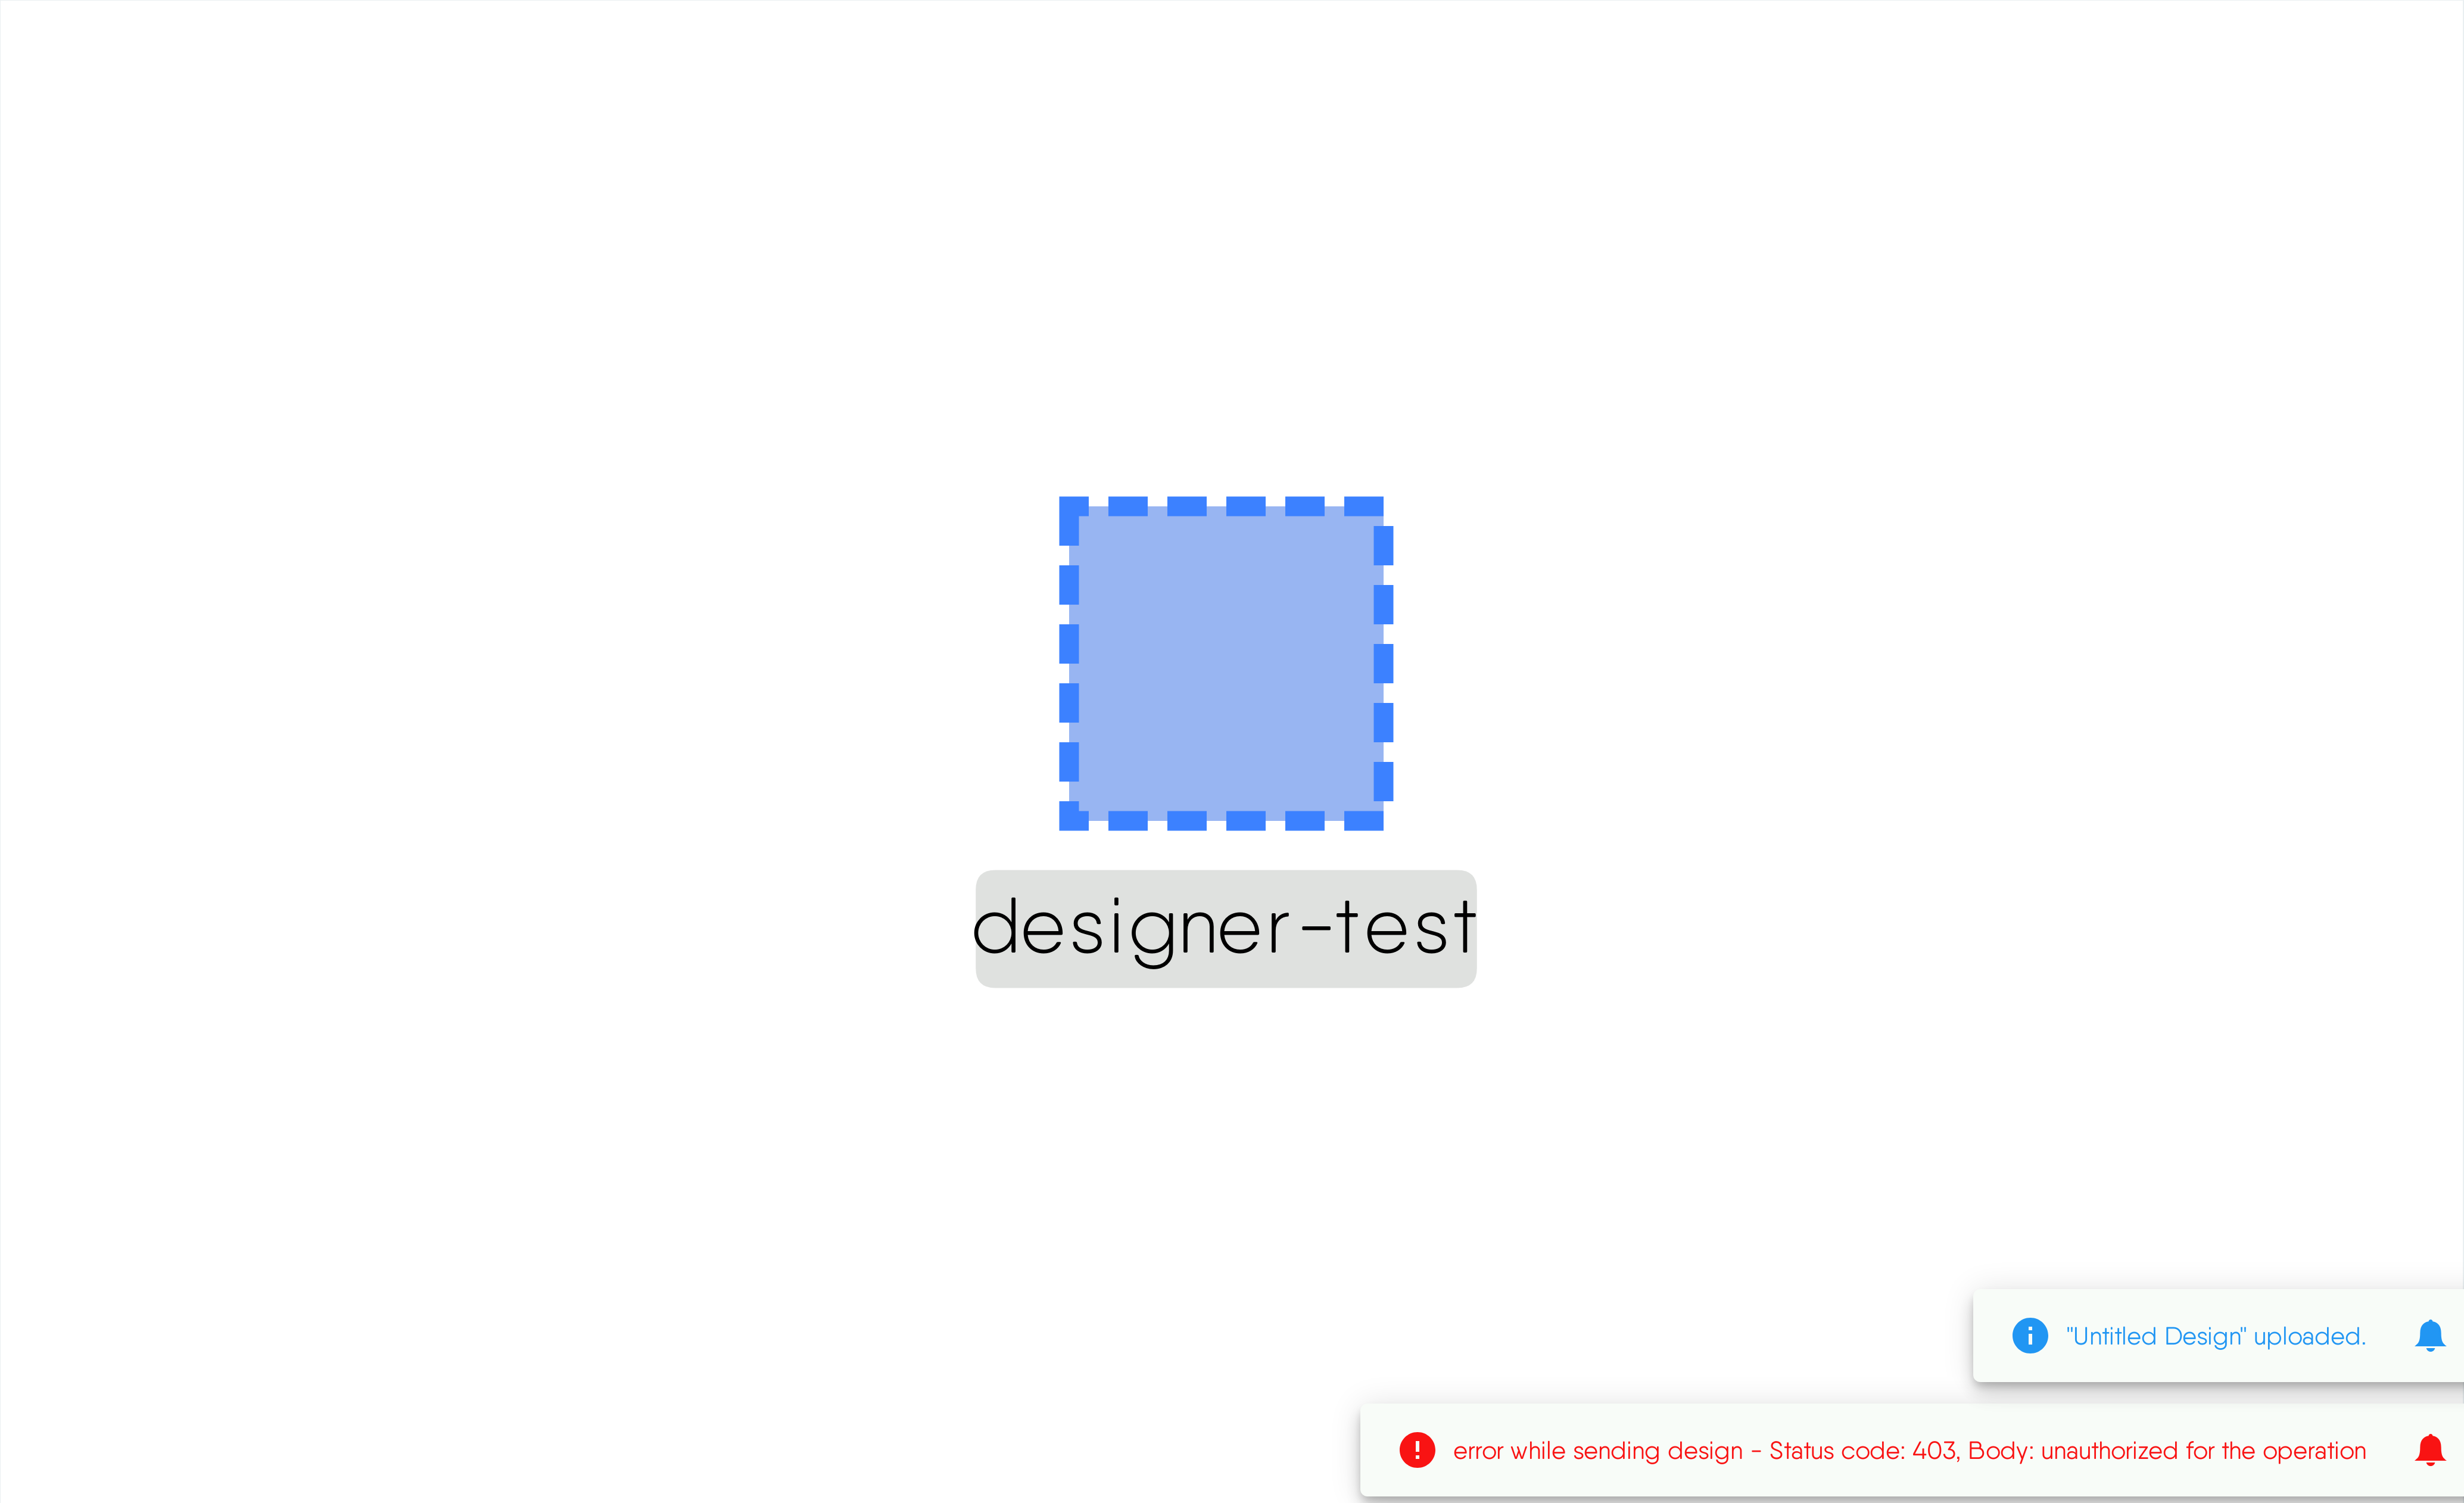 designer-test
"Untitled Design" uploaded.
error while sending design - Status code: 403, Body: unauthorized for the operation